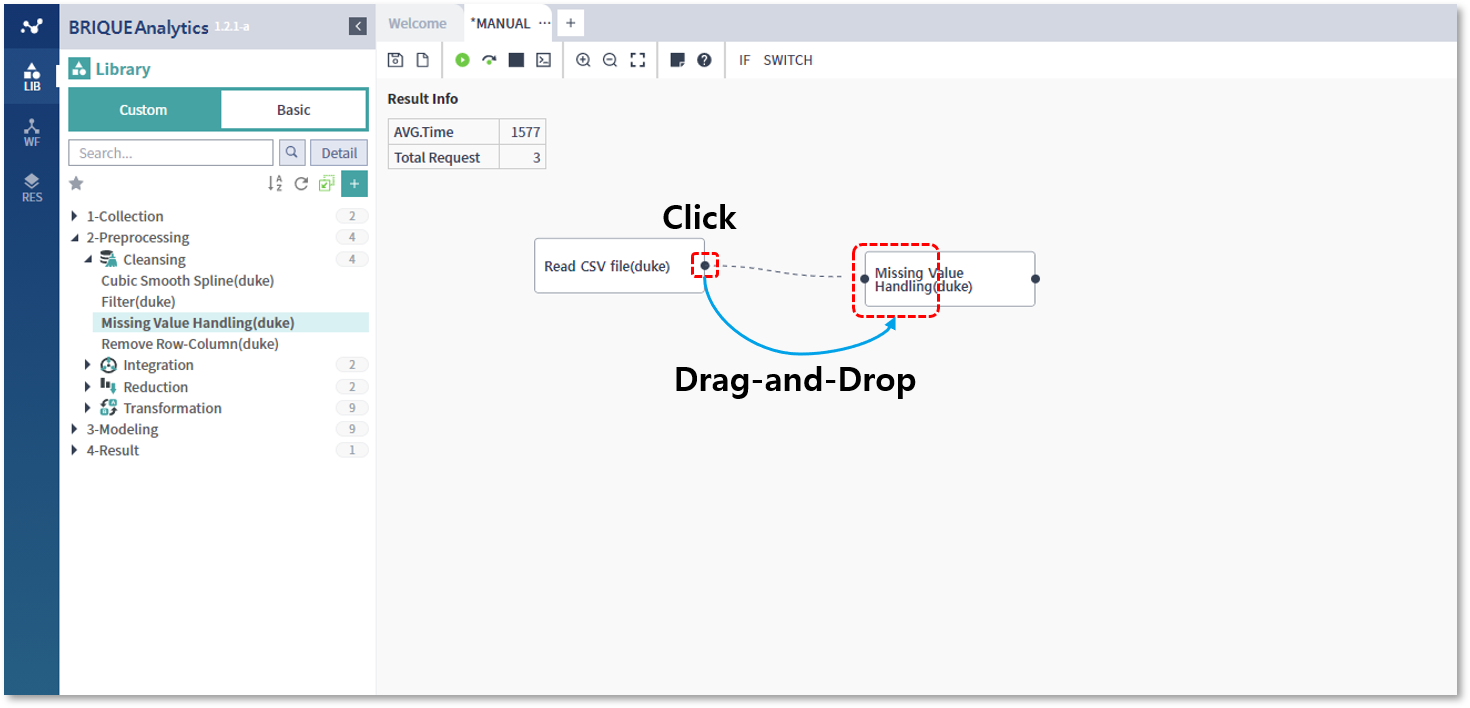 BRIQUEAnalytics 1.2.1-a
Welcome
*MANUAL ···
+
LIB
WF
RES
Library
Custom
Basic
Search...
Detail
+
1-Collection 2
2-Preprocessing 4
Cleansing 4
Cubic Smooth Spline(duke)
Filter(duke)
Missing Value Handling(duke)
Remove Row-Column(duke)
Integration 2
Reduction 2
Transformation 9
3-Modeling 9
4-Result 1
IF SWITCH
Result Info
AVG.Time 1577
Total Request 3
Click
Read CSV file(duke)
Missing Value
Handling(duke)
Drag-and-Drop